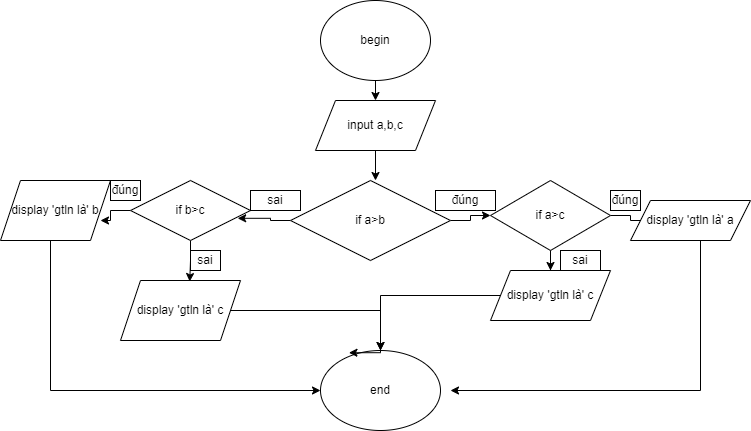 begin
input a,b,c
if a>b
sai
đúng
if b>c
đúng
display 'gtln là' b
sai
display 'gtln là' c
if a>c
đúng
display 'gtln là' a
sai
display 'gtln là' c
end